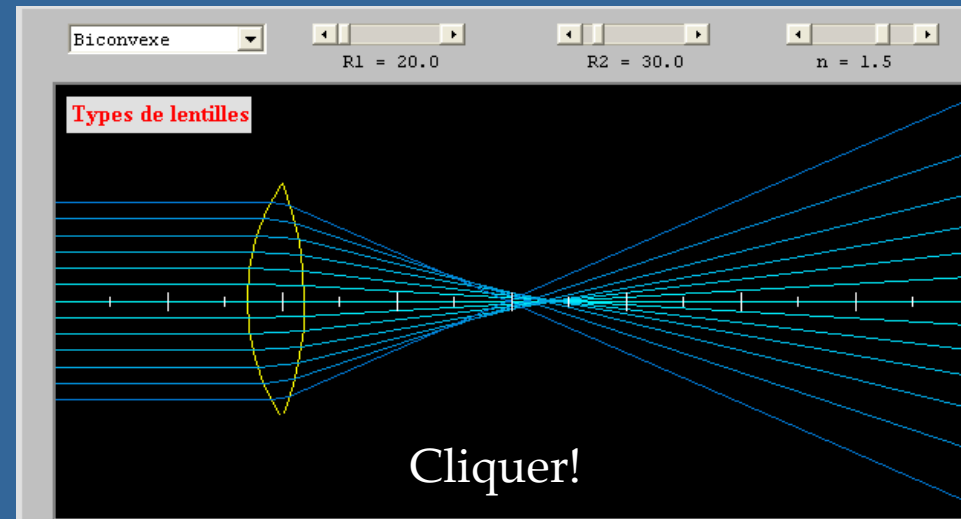 Biconvexe
R1 = 20.0
R2 = 30.0
n = 1.5
Types de lentilles
Cliquer!